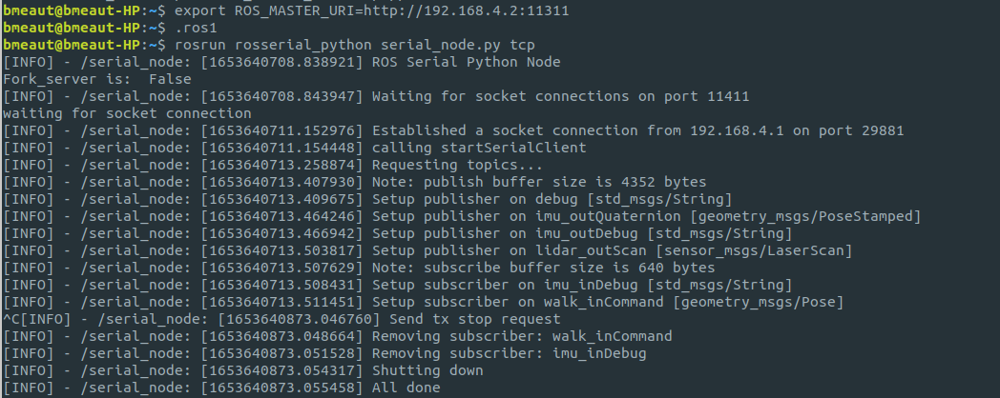 bmeaut@bmeaut-HP:~$ export ROS_MASTER_URI=http://192.168.4.2:11311
bmeaut@bmeaut-HP:~$ .ros1
bmeaut@bmeaut-HP:~$ rosrun rosserial_python serial_node.py tcp
[INFO] - /serial_node: [1653640708.838921] ROS Serial Python Node
Fork_server is:  False
[INFO] - /serial_node: [1653640708.843947] Waiting for socket connections on port 11411
waiting for socket connection
[INFO] - /serial_node: [1653640711.152976] Established a socket connection from 192.168.4.1 on port 29881
[INFO] - /serial_node: [1653640711.154448] calling startSerialClient
[INFO] - /serial_node: [1653640713.258874] Requesting topics...
[INFO] - /serial_node: [1653640713.407930] Note: publish buffer size is 4352 bytes
[INFO] - /serial_node: [1653640713.409675] Setup publisher on debug [std_msgs/String]
[INFO] - /serial_node: [1653640713.464246] Setup publisher on imu_outQuaternion [geometry_msgs/PoseStamped]
[INFO] - /serial_node: [1653640713.466942] Setup publisher on imu_outDebug [std_msgs/String]
[INFO] - /serial_node: [1653640713.503817] Setup publisher on lidar_outScan [sensor_msgs/LaserScan]
[INFO] - /serial_node: [1653640713.507629] Note: subscribe buffer size is 640 bytes
[INFO] - /serial_node: [1653640713.508431] Setup subscriber on imu_inDebug [std_msgs/String]
[INFO] - /serial_node: [1653640713.511451] Setup subscriber on walk_inCommand [geometry_msgs/Pose]
^C[INFO] - /serial_node: [1653640873.046760] Send tx stop request
[INFO] - /serial_node: [1653640873.048664] Removing subscriber: walk_inCommand
[INFO] - /serial_node: [1653640873.051528] Removing subscriber: imu_inDebug
[INFO] - /serial_node: [1653640873.054317] Shutting down
[INFO] - /serial_node: [1653640873.055458] All done